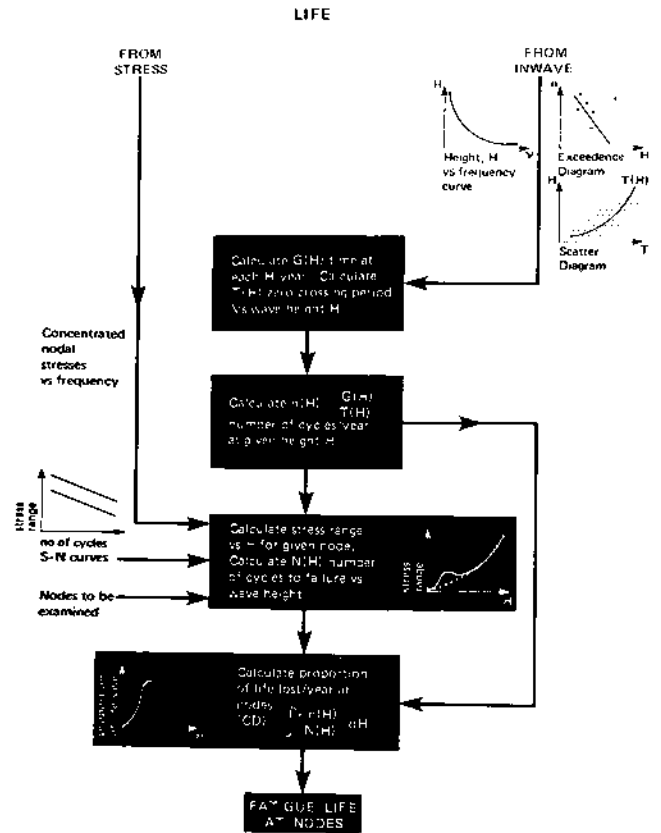 LIFE
FROM
STRESS
FROM
INWAVE
H
Height, H
vs frequency
curve
H
Exceedence
Diagram
H
T(H)
T
Scatter
Diagram
Calculate G(H) time at
each H year. Calculate
T(H) zero crossing period
vs wave height H
Concentrated
nodal
stresses
vs frequency
Calculate n(H)
G(H)
T(H)
number of cycles/year
at given height H
stress
range
no of cycles
S-N curves
Nodes to be
examined
Calculate stress range
vs H for given node,
Calculate N(H) number
of cycles to failure vs
wave height
stress
range
Calculate proportion
of life lost/year at
nodes
(CD)
n(H)
N(H)
dH
FATIGUE LIFE
AT NODES